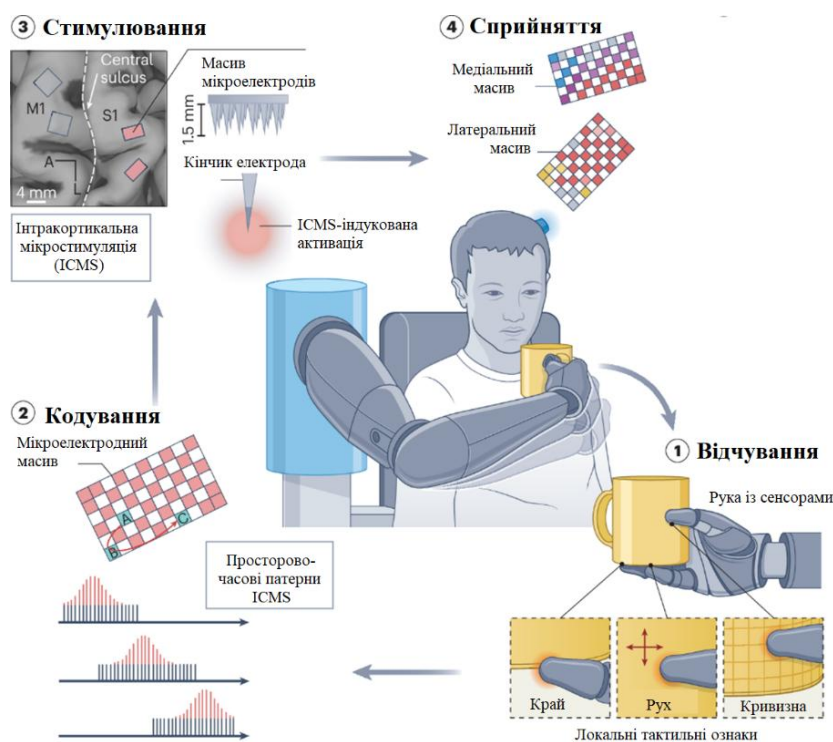 ③ Стимулювання
Central
sulcus
M1
S1
A
L
4 mm
Масив
мікроелектродів
1.5 mm
Кінчик електрода
ICMS-індукована
активація
Інтракортикальна
мікростимуляція
(ICMS)
④ Сприйняття
Медіальний
масив
Латеральний
масив
② Кодування
Мікроелектродний
масив
A
B
C
Просторово-
часові патерни
ICMS
① Відчування
Рука із сенсорами
Край
Рух
Кривизна
Локальні тактильні ознаки